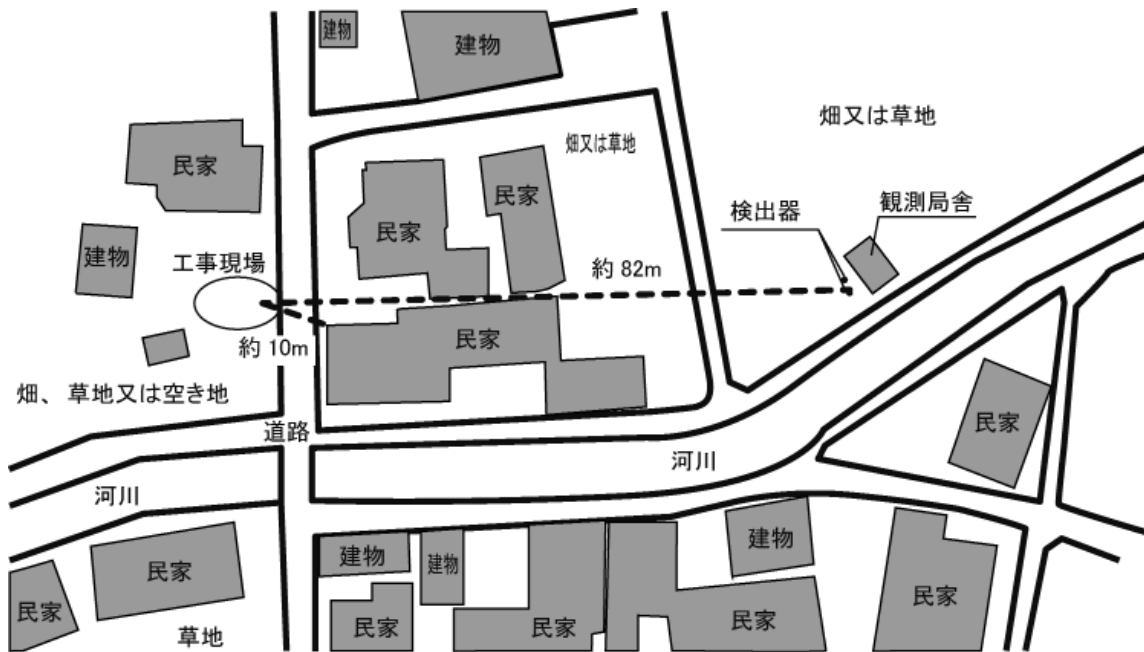 建物
建物
畑又は草地
畑又は草地
民家
民家
民家
検出器
観測局舎
建物
工事現場
約 82m
民家
約 10m
畑、草地又は空き地
道路
民家
河川
河川
建物
建物
建物
民家
民家
民家
民家
民家
民家
民家
草地